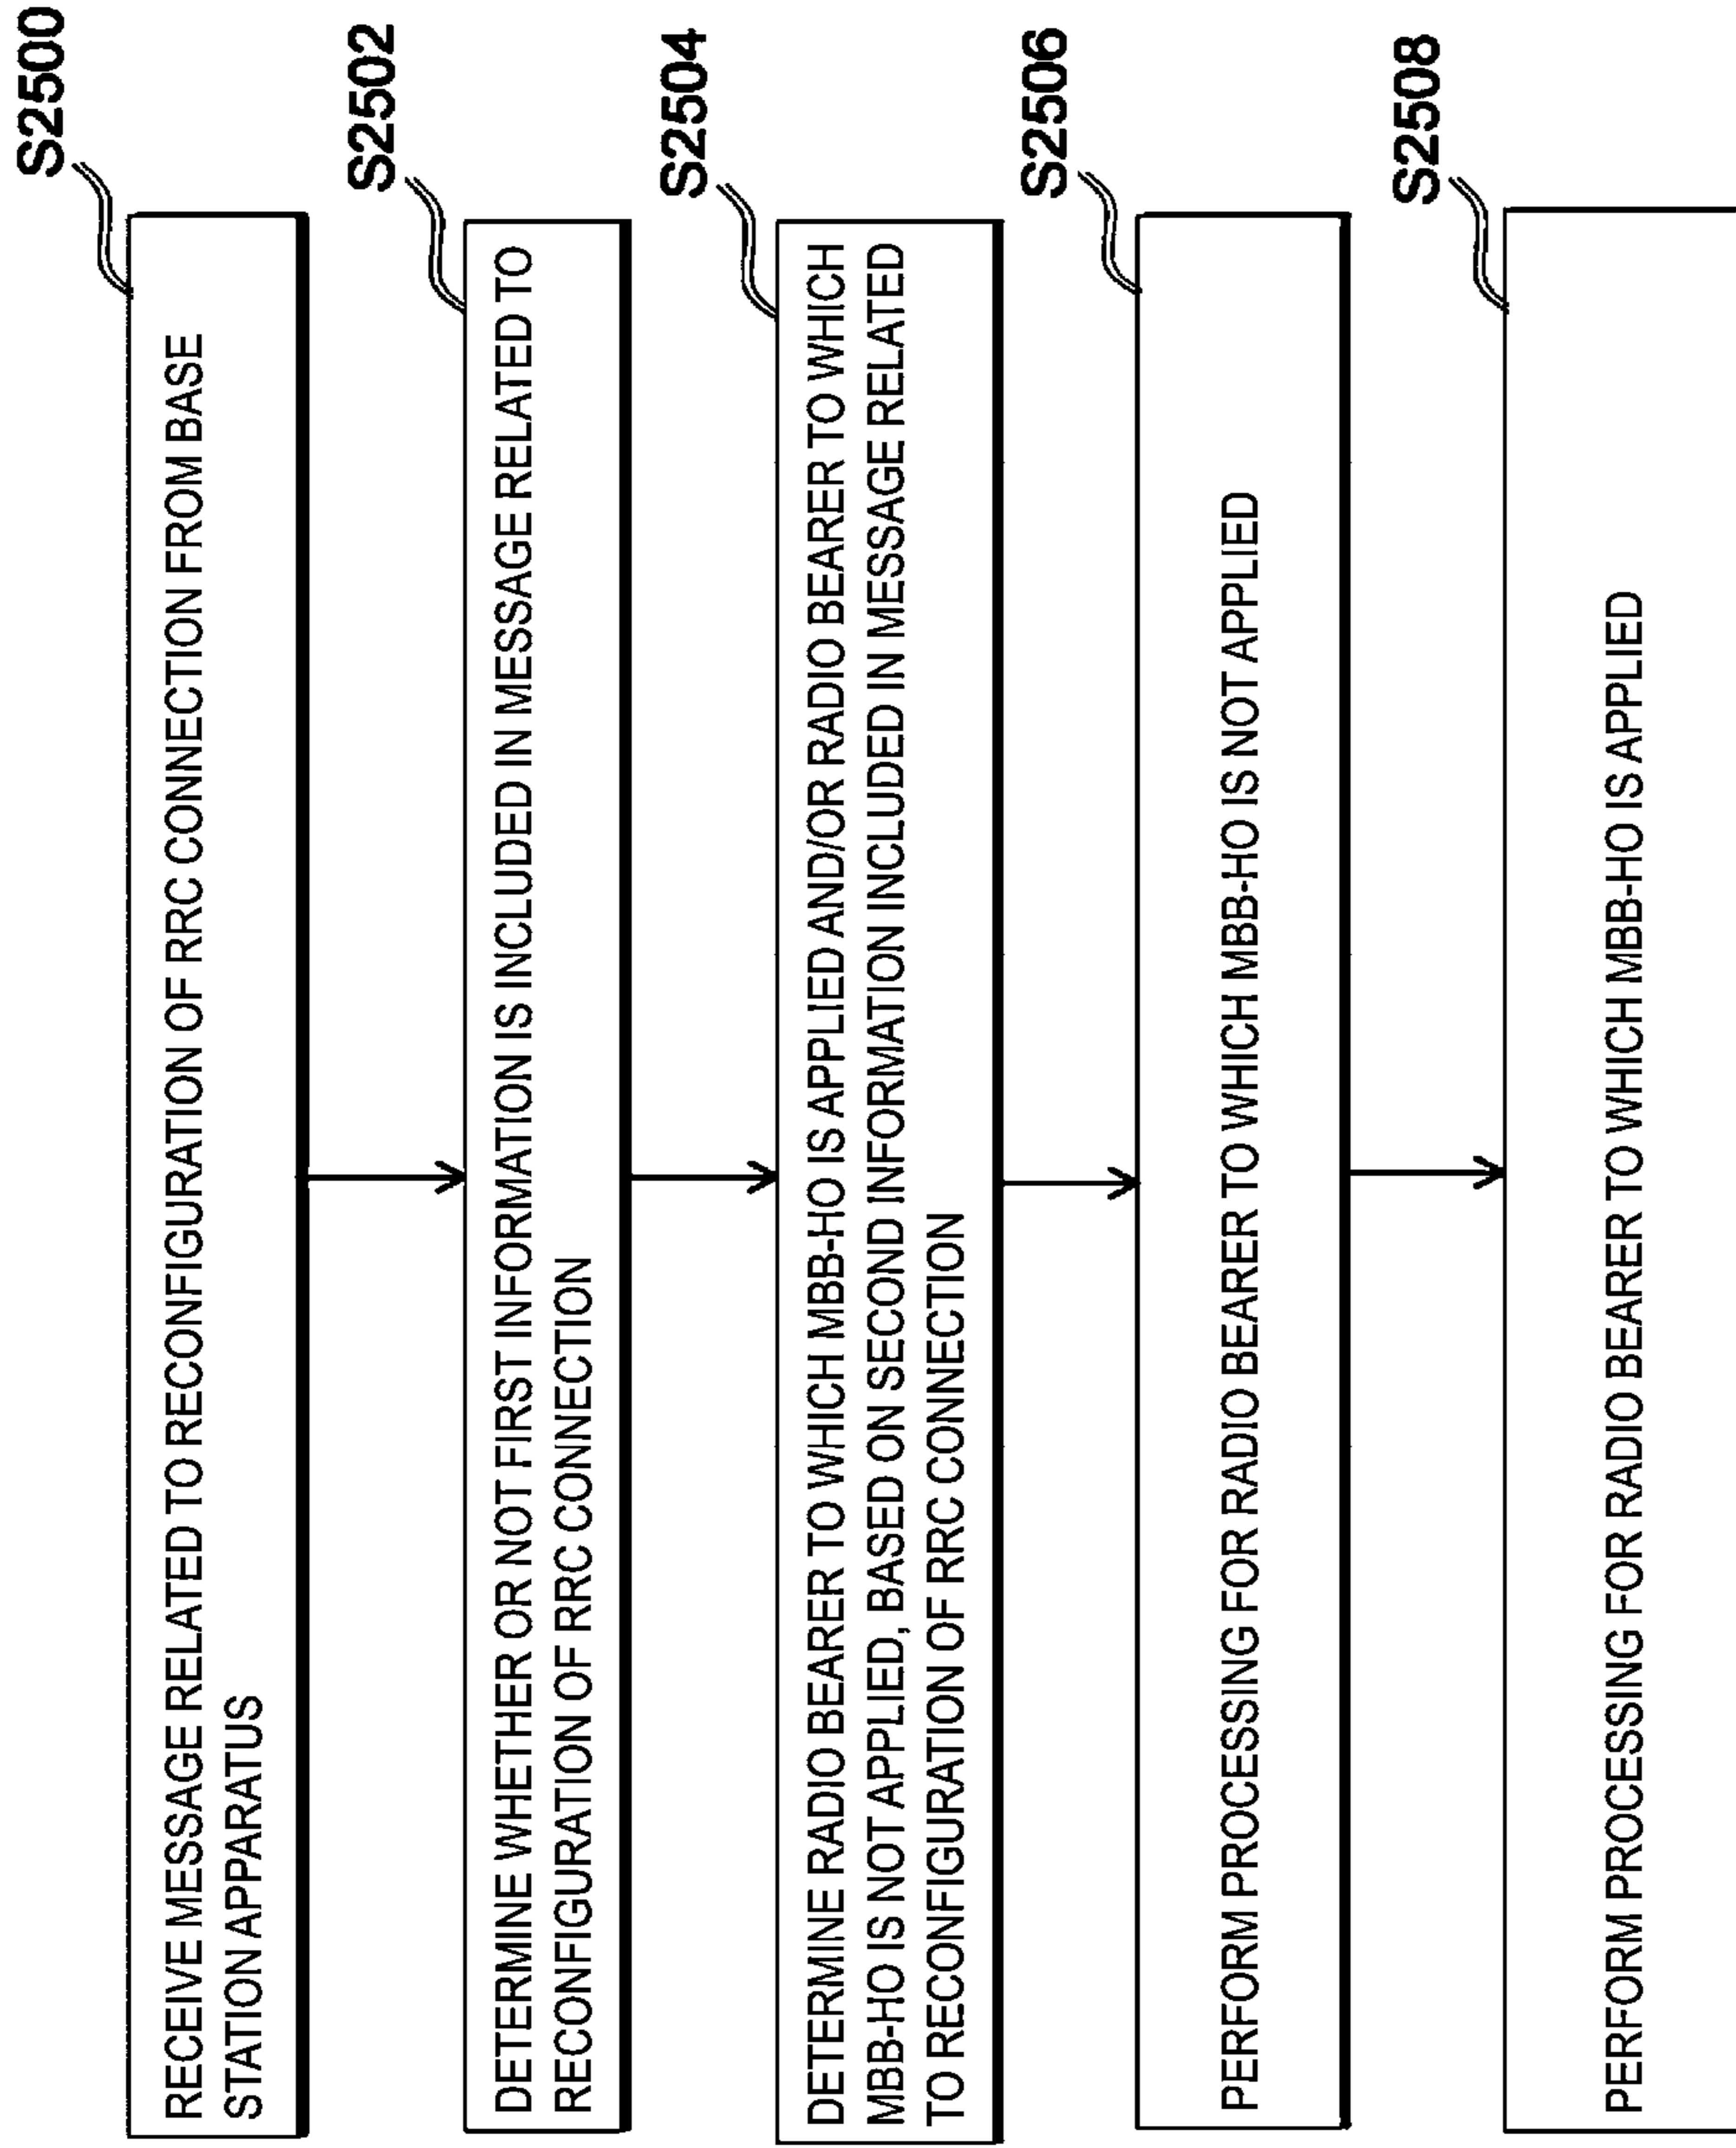 S2500
RECEIVE MESSAGE RELATED TO RECONFIGURATION OF RRC CONNECTION FROM BASE
STATION APPARATUS
S2502
DETERMINE WHETHER OR NOT FIRST INFORMATION IS INCLUDED IN MESSAGE RELATED TO
RECONFIGURATION OF RRC CONNECTION
S2504
DETERMINE RADIO BEARER TO WHICH MBB-HO IS APPLIED AND/OR RADIO BEARER TO WHICH
MBB-HO IS NOT APPLIED, BASED ON SECOND INFORMATION INCLUDED IN MESSAGE RELATED
TO RECONFIGURATION OF RRC CONNECTION
S2506
PERFORM PROCESSING FOR RADIO BEARER TO WHICH MBB-HO IS NOT APPLIED
S2508
PERFORM PROCESSING FOR RADIO BEARER TO WHICH MBB-HO IS APPLIED